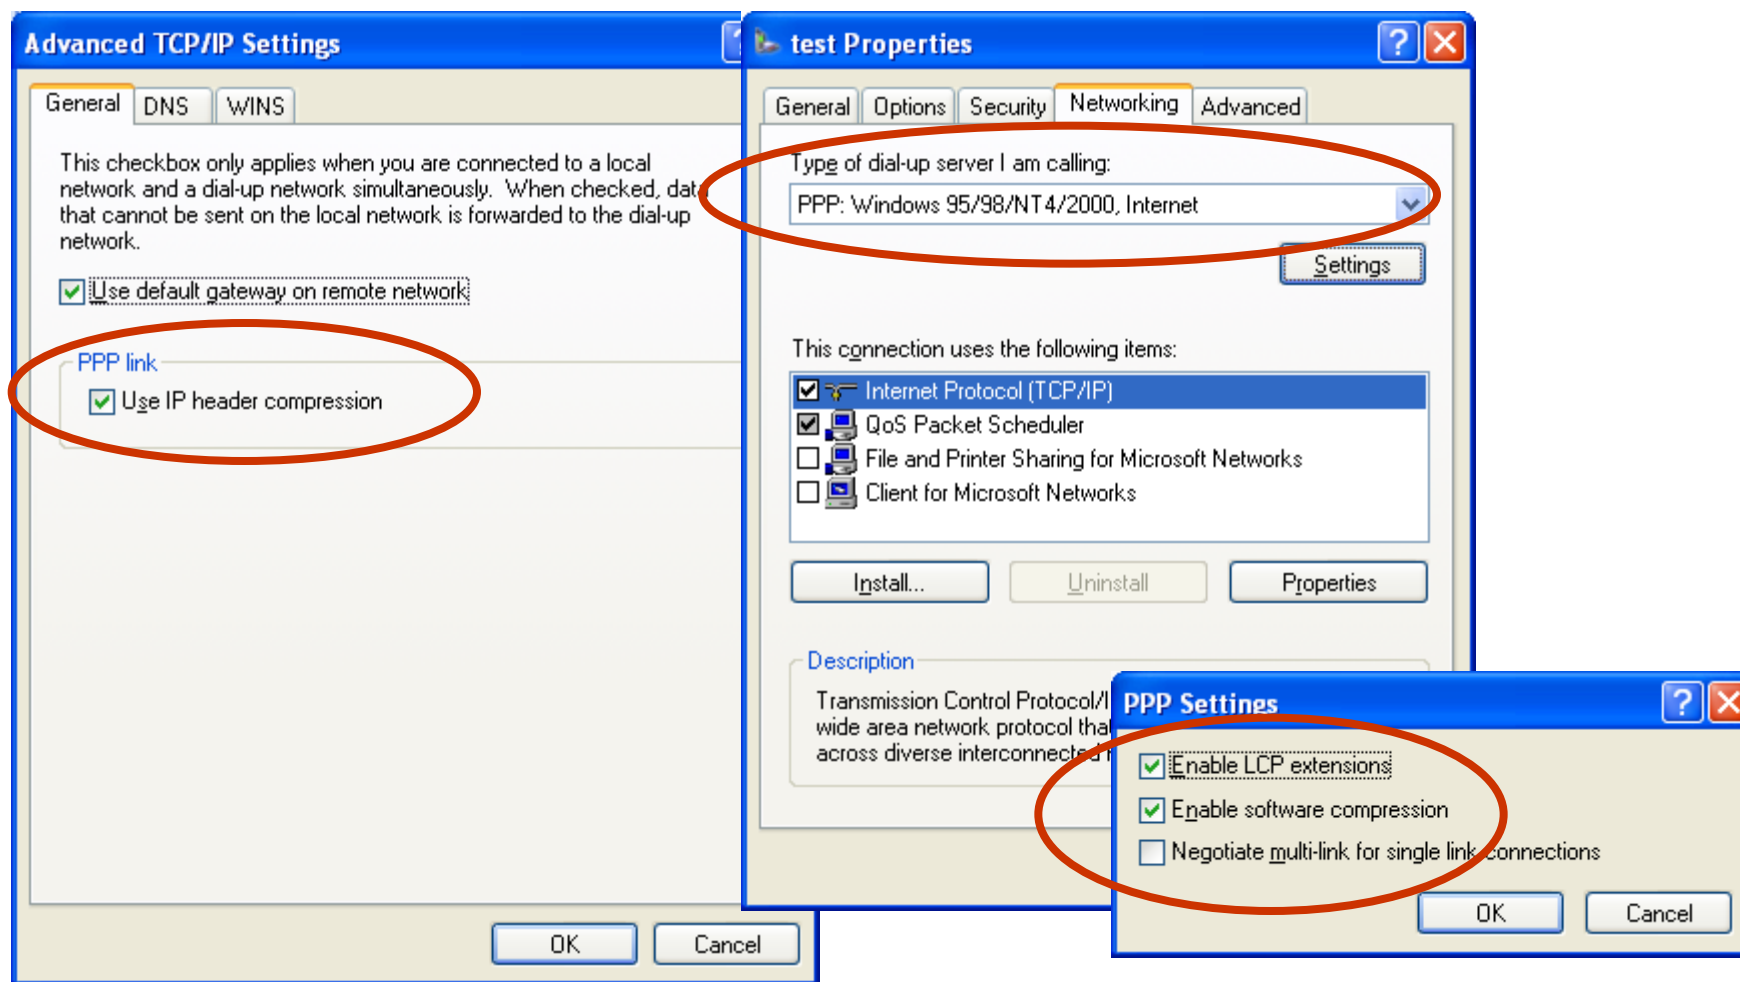 Advanced TCP/IP Settings
General
DNS
WINS
This checkbox only applies when you are connected to a local
network and a dial-up network simultaneously.  When checked, data
that cannot be sent on the local network is forwarded to the dial-up
network.
Use default gateway on remote network
PPP link
Use IP header compression
OK
Cancel
test Properties
General
Options
Security
Networking
Advanced
Type of dial-up server I am calling:
PPP: Windows 95/98/NT4/2000, Internet
Settings
This connection uses the following items:
Internet Protocol (TCP/IP)
QoS Packet Scheduler
File and Printer Sharing for Microsoft Networks
Client for Microsoft Networks
Install...
Uninstall
Properties
Description
Transmission Control Protocol/I
wide area network protocol that
across diverse interconnected
PPP Settings
Enable LCP extensions
Enable software compression
Negotiate multi-link for single link connections
OK
Cancel